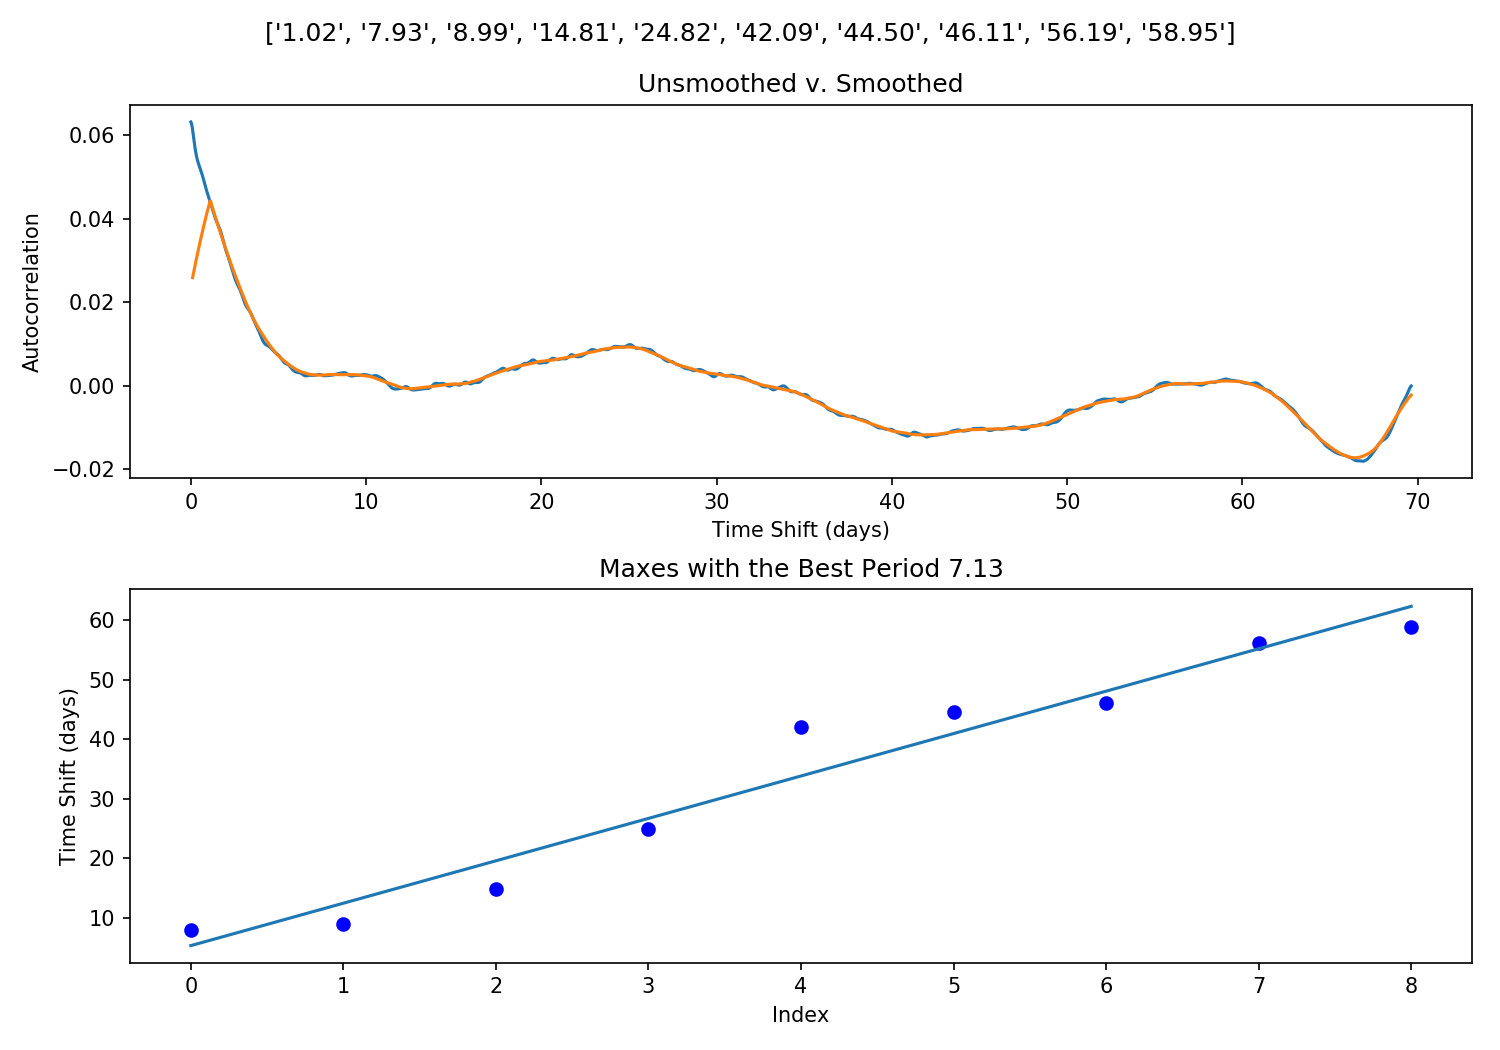 ['1.02', '7.93', '8.99', '14.81', '24.82', '42.09', '44.50', '46.11', '56.19', '58.95']
Unsmoothed v. Smoothed
0.06
0.04
0.02
0.00
−0.02
Autocorrelation
0 10 20 30 40 50 60 70
Time Shift (days)
Maxes with the Best Period 7.13
60
50
40
30
20
10
Time Shift (days)
0 1 2 3 4 5 6 7 8
Index